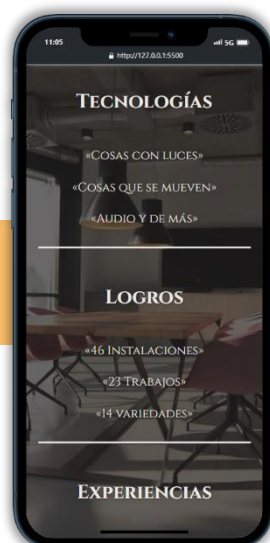 11:05
5G
http://127.0.0.1:5500
Tecnologías
«Cosas con luces»
«Cosas que se mueven»
«Audio y de más»
Logros
«46 Instalaciones»
«23 Trabajos»
«14 variedades»
Experiencias